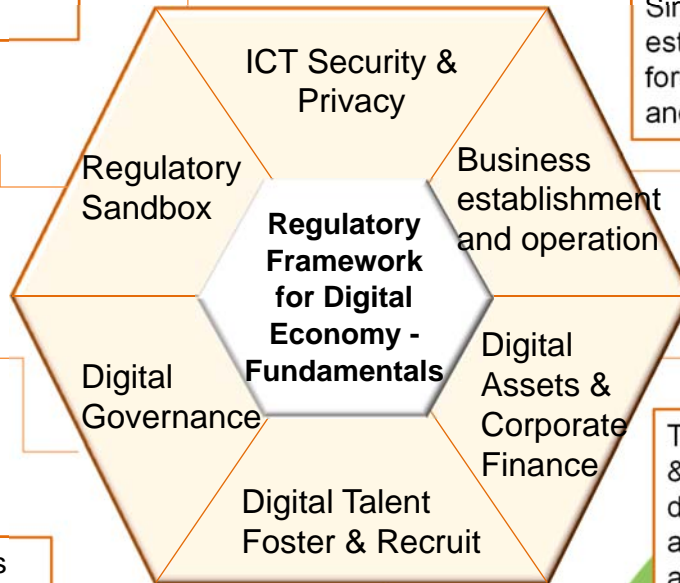 ICT Security &
Privacy
Regulatory
Sandbox
Business
establishment
and operation
Regulatory
Framework
for Digital
Economy -
Fundamentals
Digital
Governance
Digital
Assets &
Corporate
Finance
Digital Talent
Foster & Recruit
for
&
s